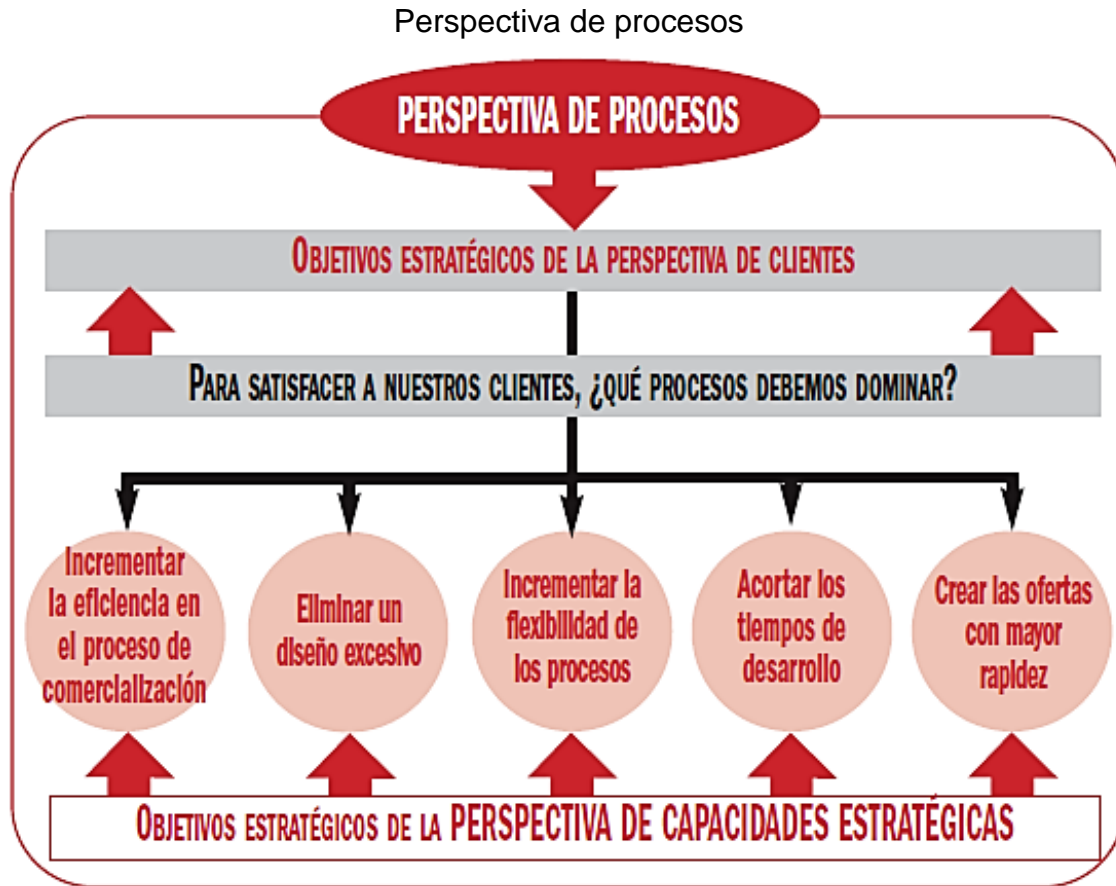 Perspectiva de procesos
PERSPECTIVA DE PROCESOS
OBJETIVOS ESTRATÉGICOS DE LA PERSPECTIVA DE CLIENTES
PARA SATISFACER A NUESTROS CLIENTES, ¿QUÉ PROCESOS DEBEMOS DOMINAR?
Incrementar
la eficiencia en
el proceso de
comercialización
Eliminar un
diseño excesivo
Incrementar la
flexibilidad de
los procesos
Acortar los
tiempos de
desarrollo
Crear las ofertas
con mayor
rapidez
OBJETIVOS ESTRATÉGICOS DE LA PERSPECTIVA DE CAPACIDADES ESTRATÉGICAS